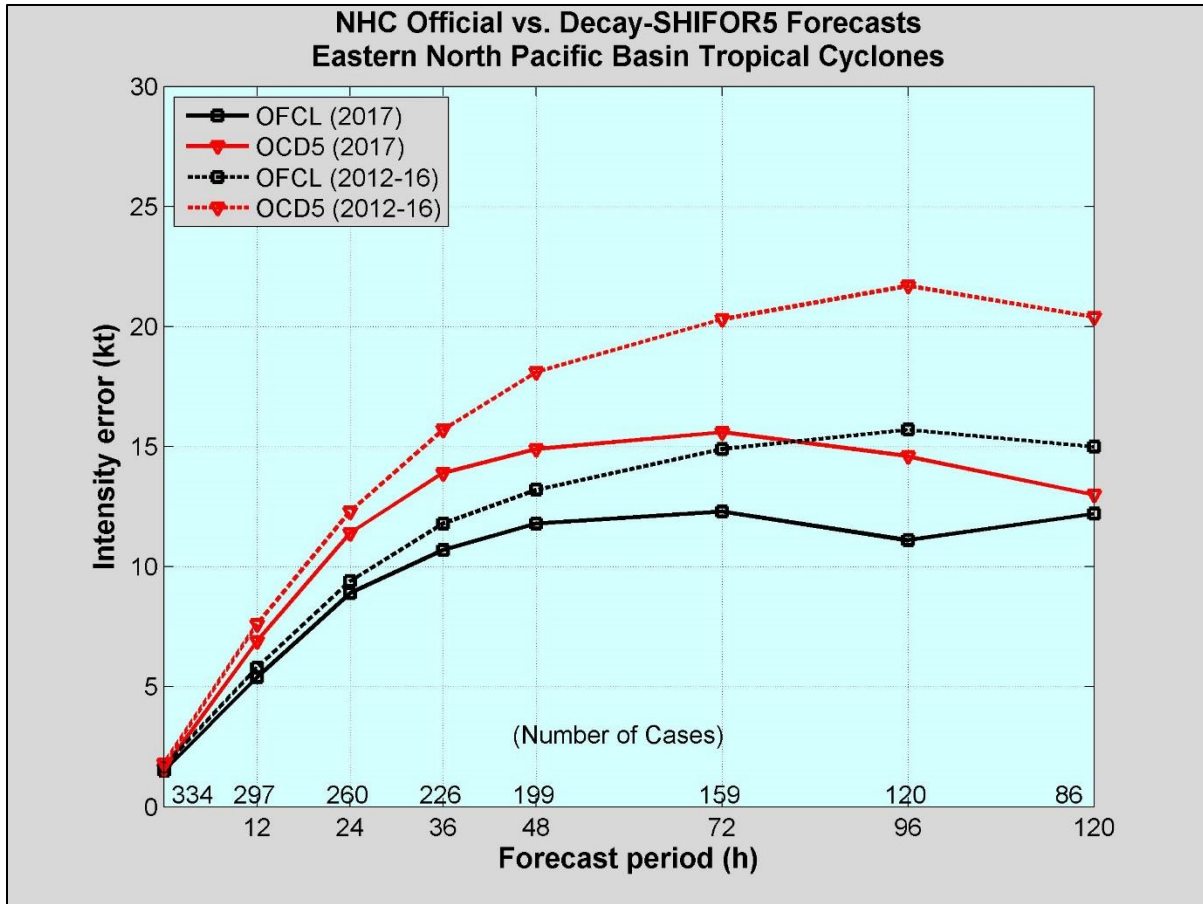 NHC Official vs. Decay-SHIFOR5 Forecasts
Eastern North Pacific Basin Tropical Cyclones
OFCL (2017)
OCD5 (2017)
OFCL (2012-16)
OCD5 (2012-16)
30
25
20
15
10
5
0
Intensity error (kt)
(Number of Cases)
334 297 260 226 199 159 120 86
12 24 36 48 72 96 120
Forecast period (h)